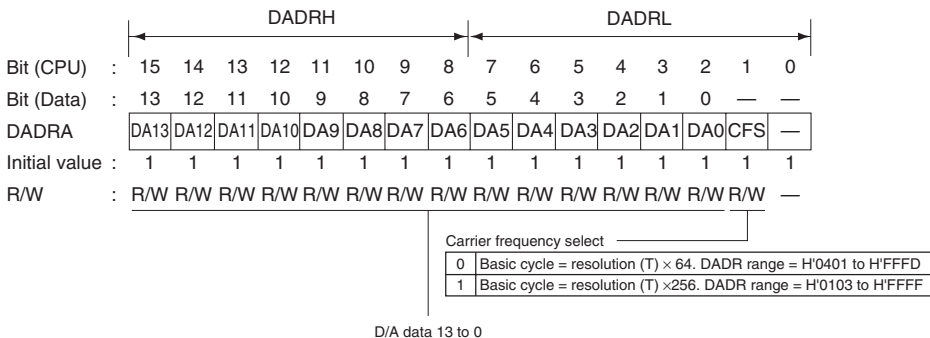 DADRH DADRL
Bit (CPU) : 15 14 13 12 11 10 9 8 7 6 5 4 3 2 1 0
Bit (Data) : 13 12 11 10 9 8 7 6 5 4 3 2 1 0 — —
DADRA DA13 DA12 DA11 DA10 DA9 DA8 DA7 DA6 DA5 DA4 DA3 DA2 DA1 DA0 CFS —
Initial value : 1 1 1 1 1 1 1 1 1 1 1 1 1 1 1 1
R/W : R/W R/W R/W R/W R/W R/W R/W R/W R/W R/W R/W R/W R/W R/W R/W —
Carrier frequency select
0 Basic cycle = resolution (T) × 64. DADR range = H'0401 to H'FFFD
1 Basic cycle = resolution (T) ×256. DADR range = H'0103 to H'FFFF
D/A data 13 to 0